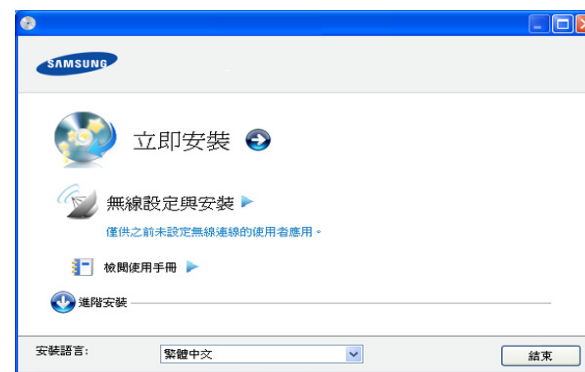 SAMSUNG
立即安裝
無線設定與安裝
僅供之前未設定無線連線的使用者應用。
檢閱使用手冊
進階安裝
安裝語言:
繁體中文
結束